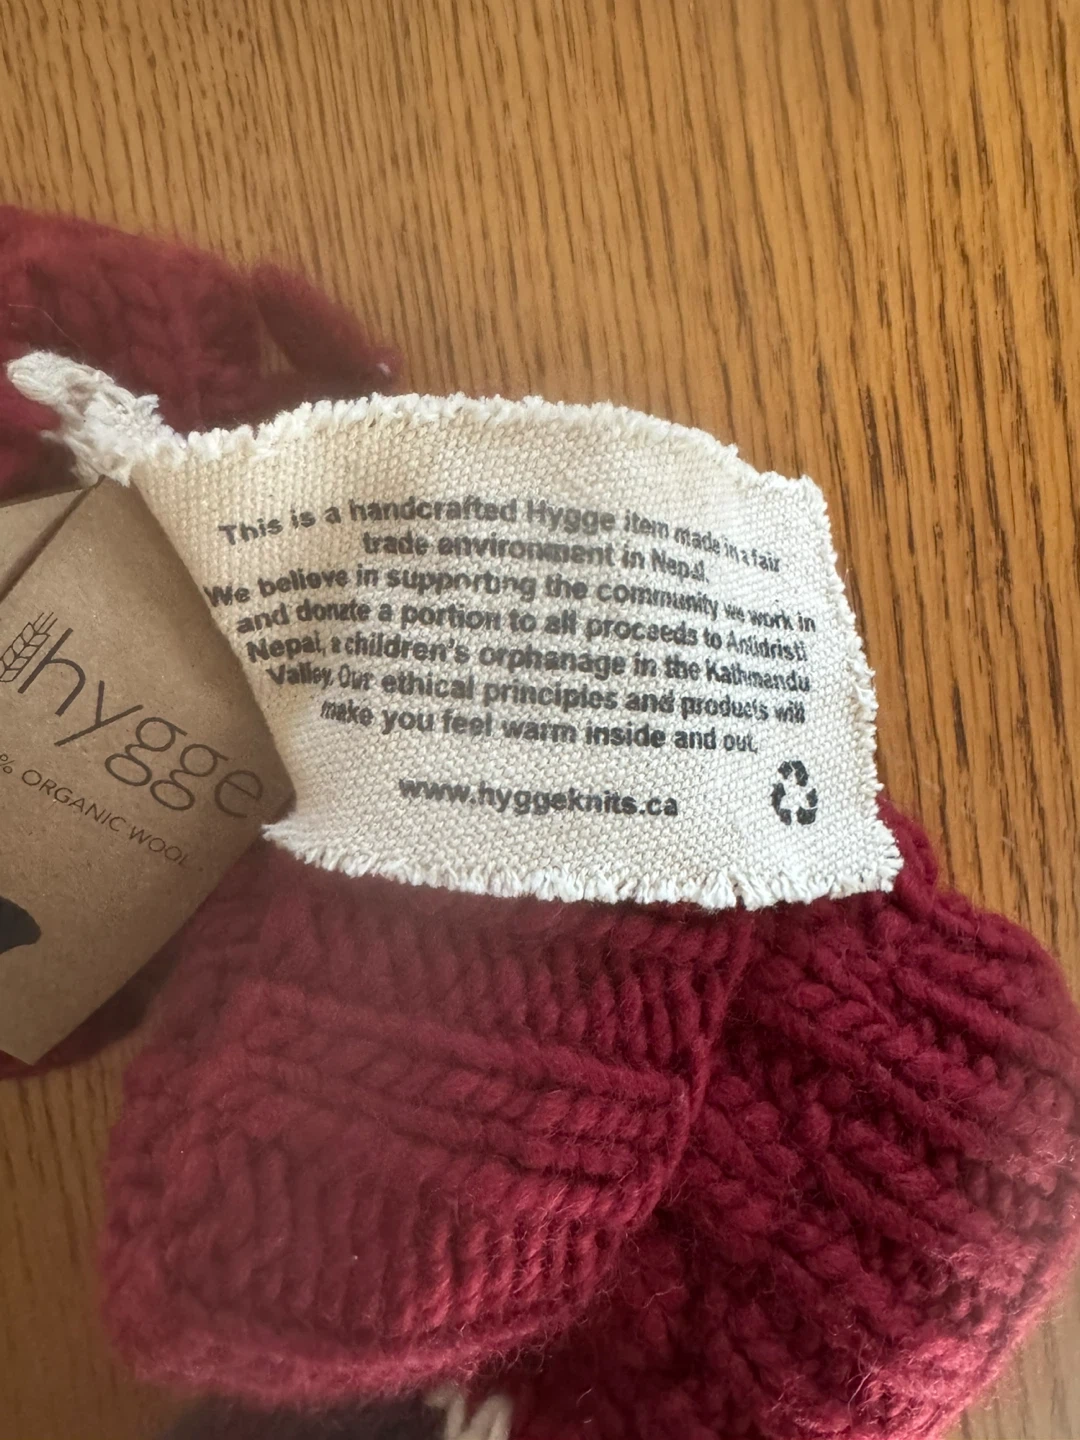 This is a handcrafted Hygge item made in a fair
trade environment in Nepal.
We believe in supporting the community we work in
and donate a portion to all proceeds to Antidristi
Nepal, a children's orphanage in the Kathmandu
Valley. Our ethical principles and products will
make you feel warm inside and out.
www.hyggeknits.ca
hygge
% ORGANIC WOOL